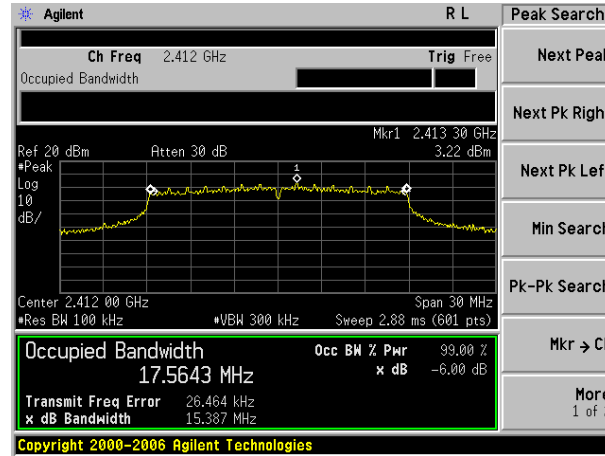 Agilent R L Peak Search
Ch Freq 2.412 GHz Trig Free
Occupied Bandwidth
Next Peak
Next Pk Righ
Mkr1 2.413 30 GHz
Ref 20 dBm Atten 30 dB 3.22 dBm
#Peak
Log
10
dB/
1
Next Pk Lef
Min Search
Pk-Pk Search
Center 2.412 00 GHz Span 30 MHz
#Res BW 100 kHz #VBW 300 kHz Sweep 2.88 ms (601 pts)
Occupied Bandwidth Occ BW % Pwr 99.00 %
17.5643 MHz x dB -6.00 dB
Mkr → C
Transmit Freq Error 26.464 kHz
x dB Bandwidth 15.387 MHz
More
1 of
Copyright 2000-2006 Agilent Technologies